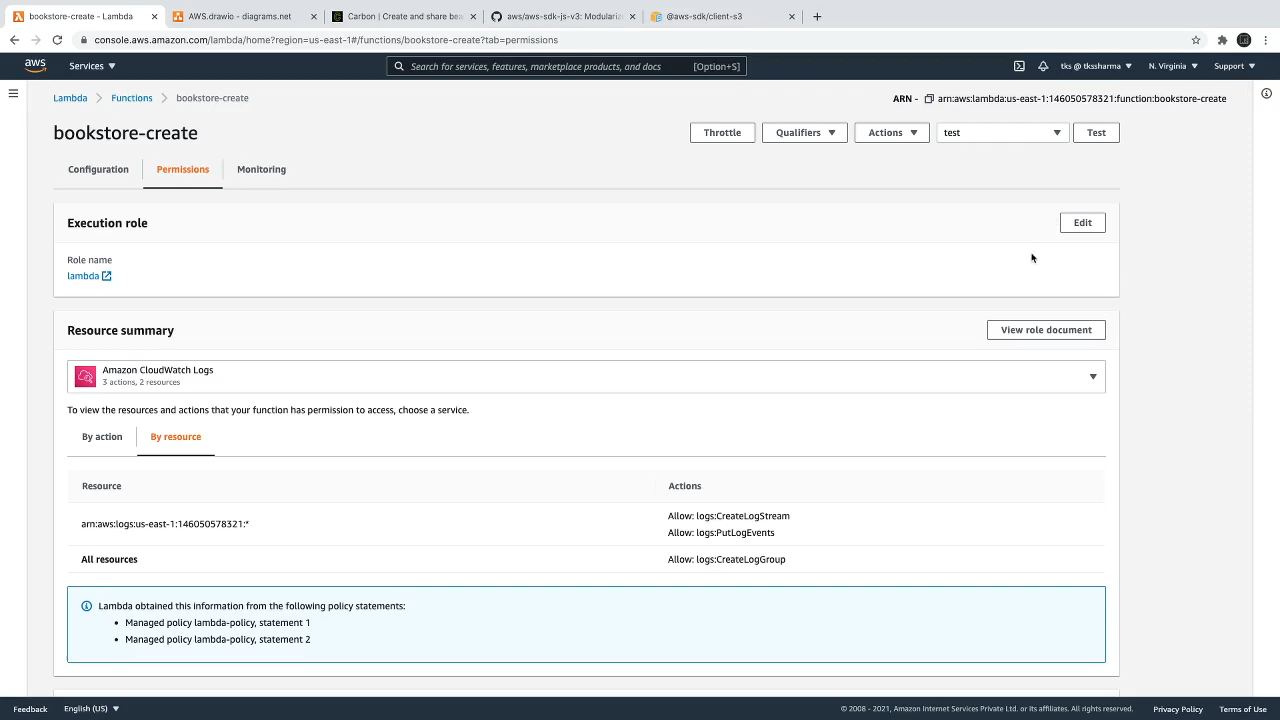 bookstore-create - Lambda
AWS.drawio - diagrams.net
Carbon | Create and share bea
aws/aws-sdk-js-v3: Modulariz
@aws-sdk/client-s3
console.aws.amazon.com/lambda/home?region=us-east-1#/functions/bookstore-create?tab=permissions
aws
Services
Search for services, features, marketplace products, and docs [Option+S]
tks @ tkssharma
N. Virginia
Support
Lambda
Functions
bookstore-create
ARN - arn:aws:lambda:us-east-1:146050578321:function:bookstore-create
bookstore-create
Throttle
Qualifiers
Actions
test
Test
Configuration
Permissions
Monitoring
Execution role
Edit
Role name
lambda
Resource summary
View role document
Amazon CloudWatch Logs
3 actions, 2 resources
To view the resources and actions that your function has permission to access, choose a service.
By action
By resource
Resource
Actions
arn:aws:logs:us-east-1:146050578321:*
Allow: logs:CreateLogStream
Allow: logs:PutLogEvents
All resources
Allow: logs:CreateLogGroup
Lambda obtained this information from the following policy statements:
• Managed policy lambda-policy, statement 1
• Managed policy lambda-policy, statement 2
Feedback
English (US)
© 2008 - 2021, Amazon Internet Services Private Ltd. or its affiliates. All rights reserved.
Privacy Policy
Terms of Use